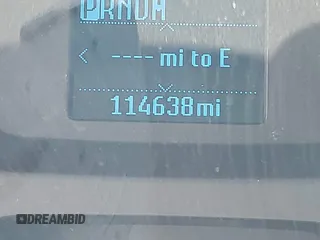 PRNDM
< ---- mi to E
114638mi
DREAMBID